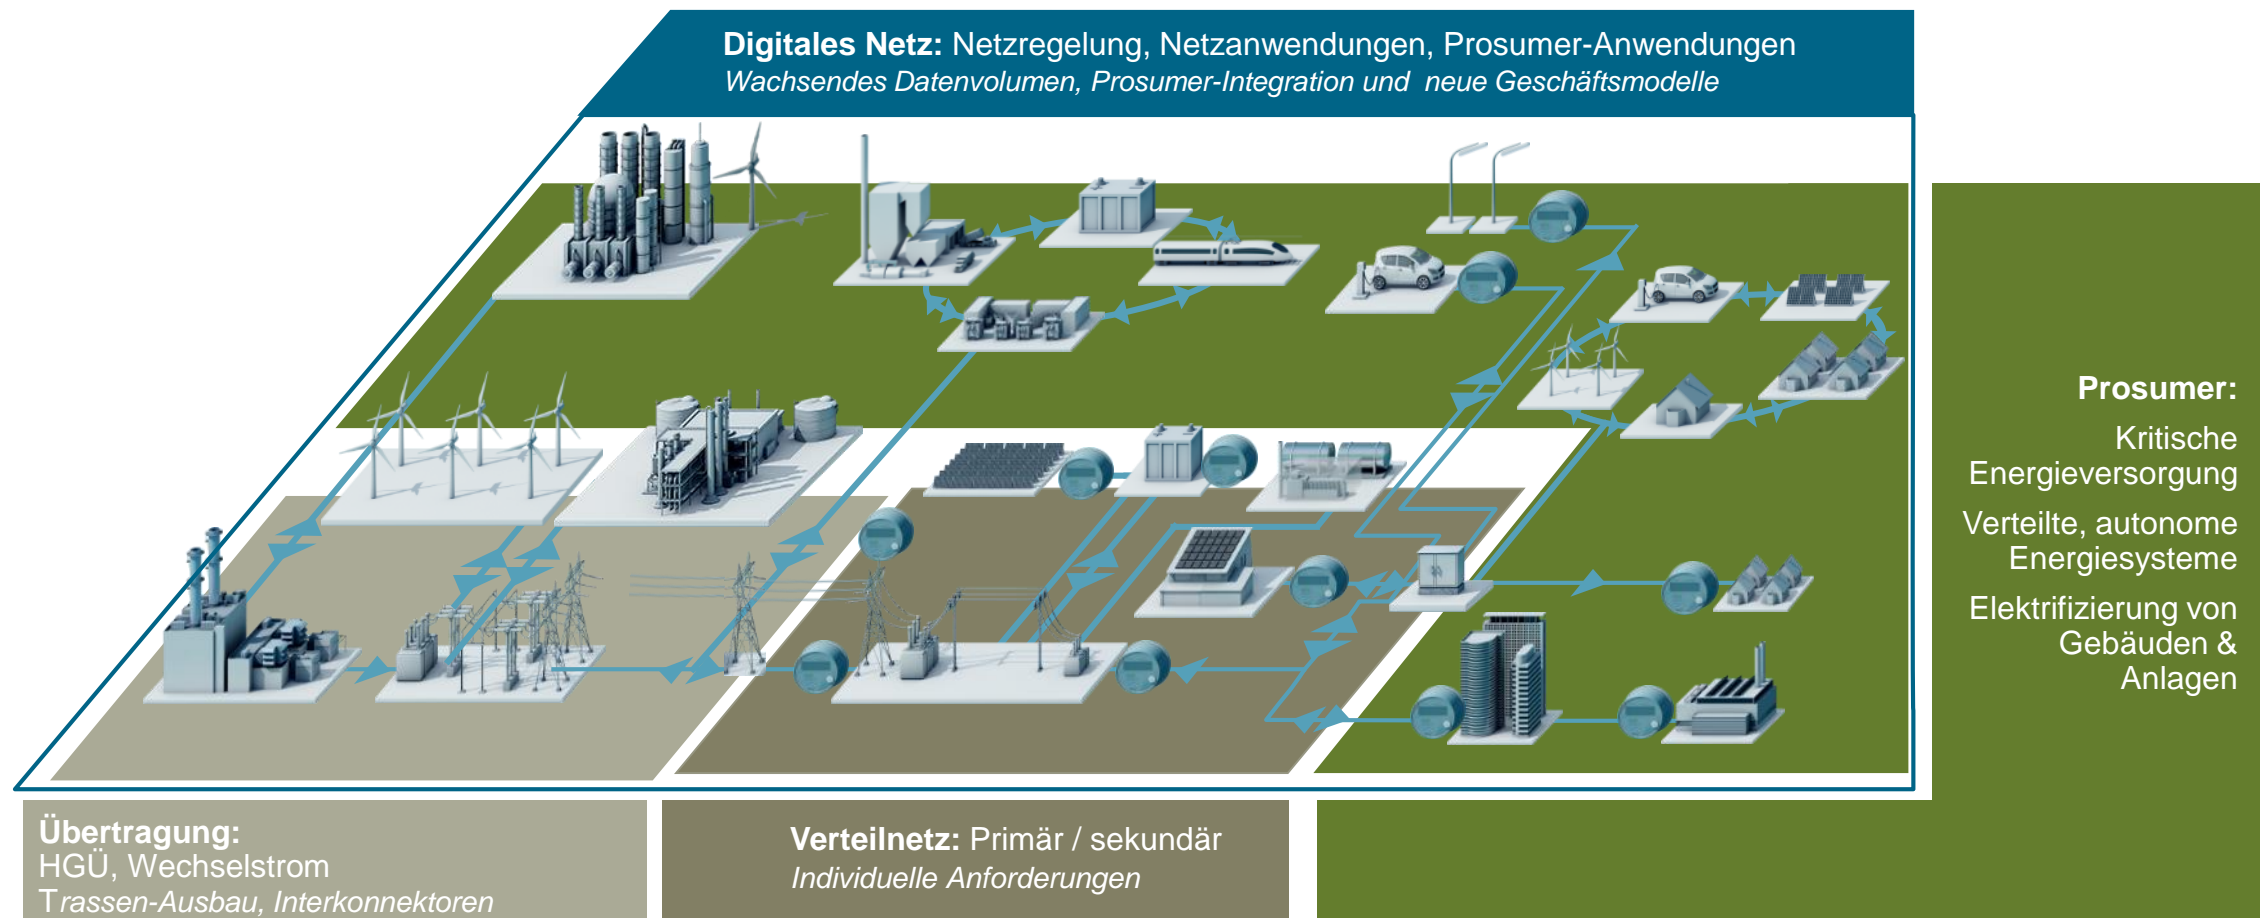 Digitales Netz: Netzregelung, Netzanwendungen, Prosumer-Anwendungen
Wachsendes Datenvolumen, Prosumer-Integration und neue Geschäftsmodelle
Prosumer:
Kritische
Energieversorgung
Verteilte, autonome
Energiesysteme
Elektrifizierung von
Gebäuden &
Anlagen
Übertragung:
HGÜ, Wechselstrom
Trassen-Ausbau, Interkonnektoren
Verteilnetz: Primär / sekundär
Individuelle Anforderungen